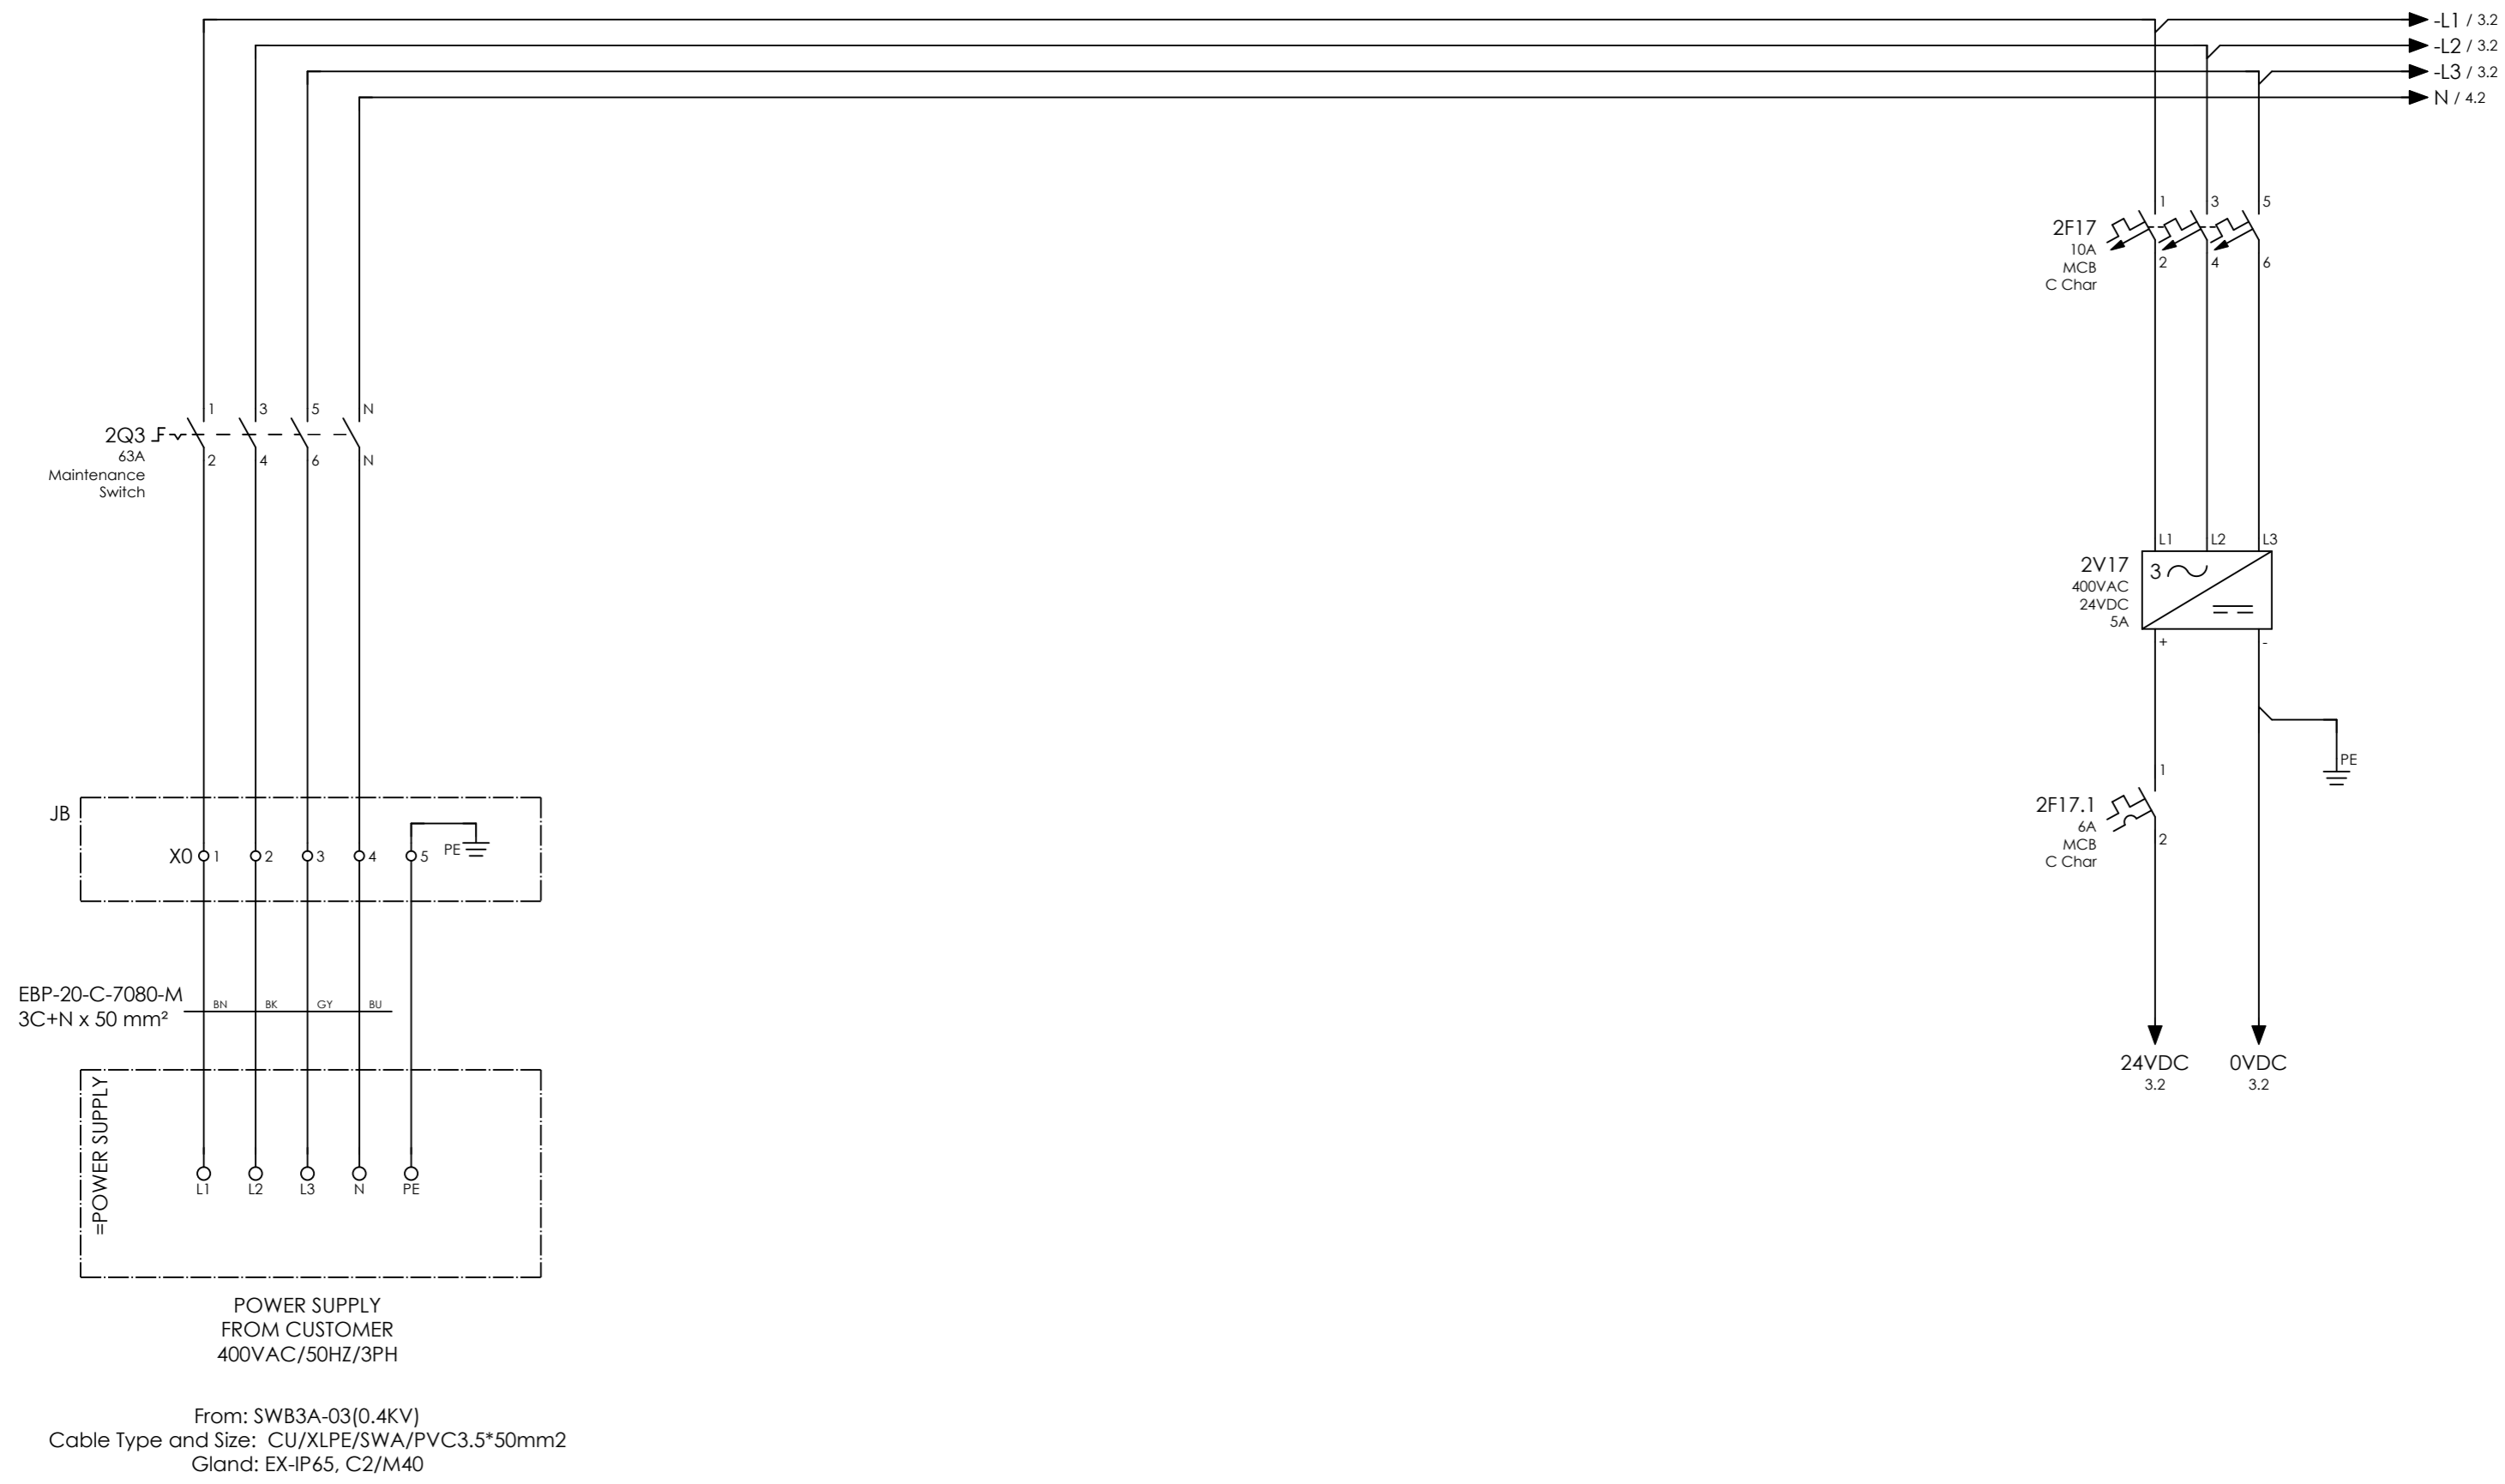 -L1 / 3.2
-L2 / 3.2
-L3 / 3.2
N / 4.2
1 3 5
2F17
10A
MCB
C Char
2 4 6
1 3 5 N
2Q3
63A
Maintenance
Switch
2 4 6 N
L1 L2 L3
2V17
400VAC
24VDC
5A
3
+ -
PE
1
2F17.1
6A
MCB
C Char
2
JB
X0 1 2 3 4 5 PE
EBP-20-C-7080-M
3C+N x 50 mm²
BN BK GY BU
24VDC
3.2
0VDC
3.2
=POWER SUPPLY
L1 L2 L3 N PE
POWER SUPPLY
FROM CUSTOMER
400VAC/50HZ/3PH
From: SWB3A-03(0.4KV)
Cable Type and Size: CU/XLPE/SWA/PVC3.5*50mm2
Gland: EX-IP65, C2/M40